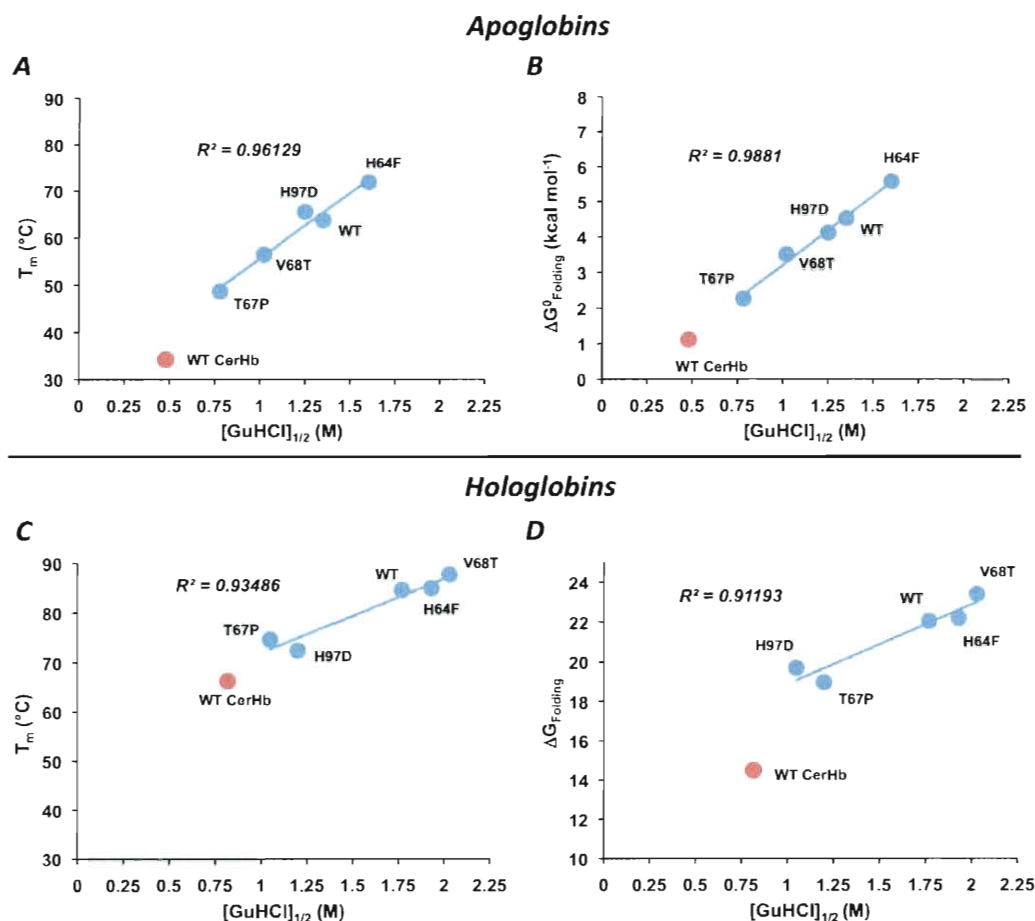 Apoglobins
A
90
80
70
60
50
40
30
T_m (°C)
R² = 0.96129
H64F
H97D
WT
V68T
T67P
WT CerHb
0 0.25 0.5 0.75 1 1.25 1.5 1.75 2 2.25
[GuHCl]_1/2 (M)
B
8
7
6
5
4
3
2
1
0
ΔG⁰_Folding (kcal mol⁻¹)
R² = 0.9881
H64F
H97D
WT
V68T
T67P
WT CerHb
0 0.25 0.5 0.75 1 1.25 1.5 1.75 2 2.25
[GuHCl]_1/2 (M)
Hologlobins
C
90
80
70
60
50
40
30
T_m (°C)
R² = 0.93486
V68T
WT
H64F
T67P
H97D
WT CerHb
0 0.25 0.5 0.75 1 1.25 1.5 1.75 2 2.25
[GuHCl]_1/2 (M)
D
24
22
20
18
16
14
12
10
ΔG_Folding
R² = 0.91193
V68T
WT
H64F
H97D
T67P
WT CerHb
0 0.25 0.5 0.75 1 1.25 1.5 1.75 2 2.25
[GuHCl]_1/2 (M)